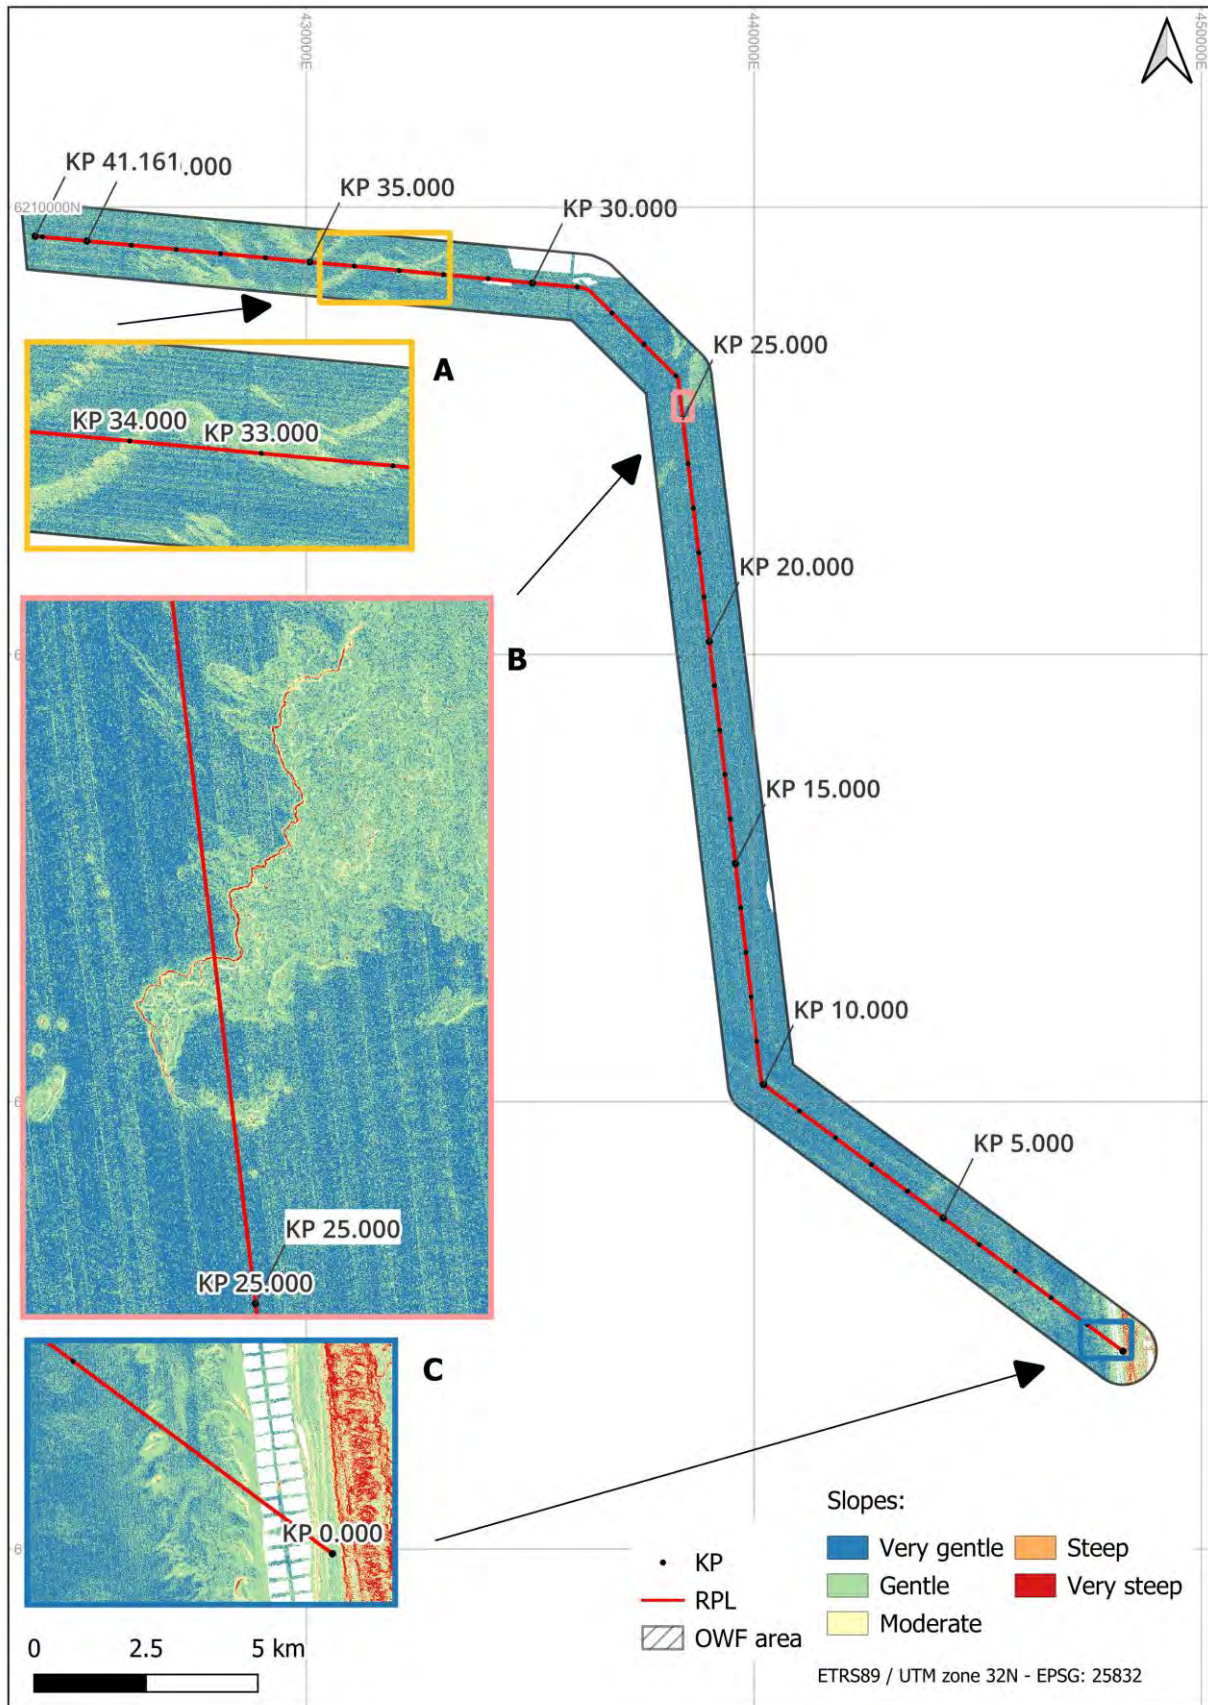 430000E
440000E
450000E
KP 41.161
.000
KP 35.000
KP 30.000
6210000N
KP 25.000
A
KP 34.000
KP 33.000
KP 20.000
B
KP 15.000
KP 10.000
KP 5.000
KP 25.000
KP 25.000
C
KP 0.000
Slopes:
Very gentle
Steep
Gentle
Very steep
Moderate
KP
RPL
OWF area
0 2.5 5 km
ETRS89 / UTM zone 32N - EPSG: 25832